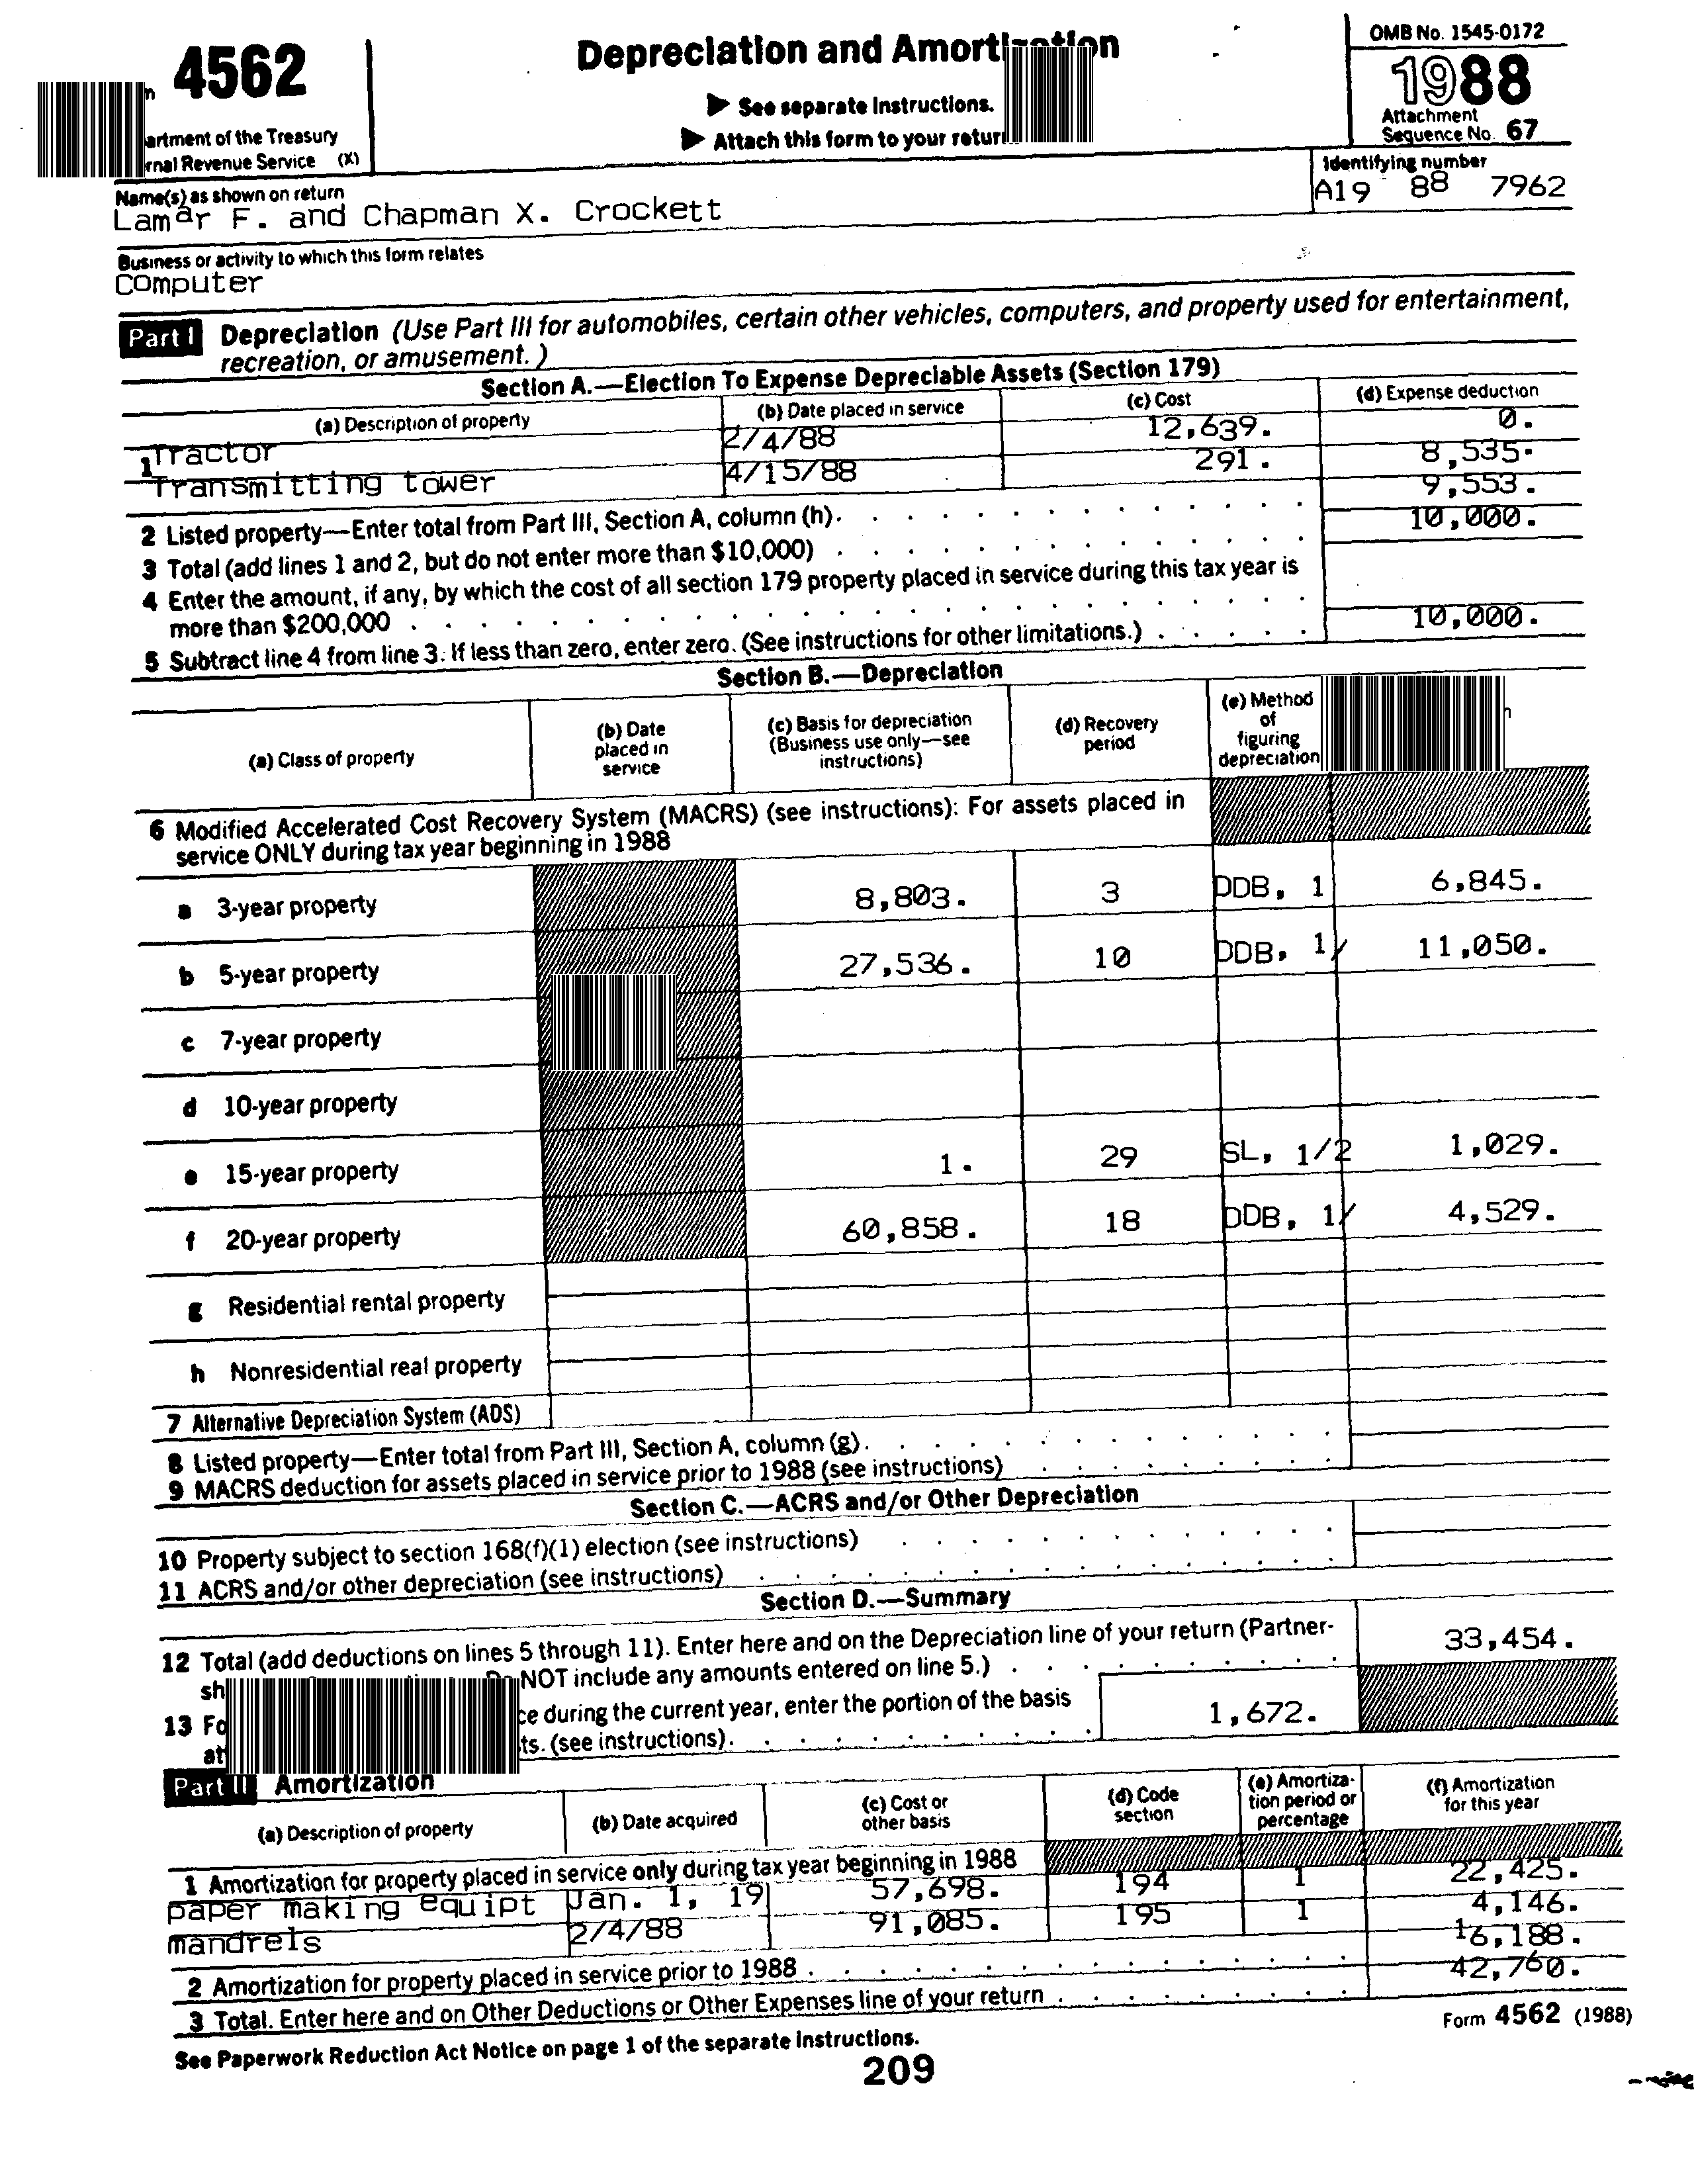 4562
Depreciation and Amortization
OMB No. 1545-0172
1988
► See separate instructions.
► Attach this form to your
Attachment
Sequence No. 67
of the Treasury
Revenue Service (X)
Identifying number
A19 88 7962
Name(s) as shown on return
Lamar F. and Chapman X. Crockett
Business or activity to which this form relates
Computer
Part I Depreciation (Use Part III for automobiles, certain other vehicles, computers, and property used for entertainment,
recreation, or amusement.)
Section A.—Election To Expense Depreciable Assets (Section 179)
(a) Description of property (b) Date placed in service (c) Cost (d) Expense deduction
1 Tractor 2/4/88 12,639. 0.
Transmitting tower 4/15/88 291. 8,535.
2 Listed property—Enter total from Part III, Section A, column (h). 9,553.
3 Total (add lines 1 and 2, but do not enter more than $10,000) 10,000.
4 Enter the amount, if any, by which the cost of all section 179 property placed in service during this tax year is
more than $200,000
5 Subtract line 4 from line 3. If less than zero, enter zero. (See instructions for other limitations.) 10,000.
Section B.—Depreciation
(a) Class of property (b) Date placed in service (c) Basis for depreciation (Business use only—see instructions) (d) Recovery period (e) Method of figuring depreciation
6 Modified Accelerated Cost Recovery System (MACRS) (see instructions): For assets placed in
service ONLY during tax year beginning in 1988
a 3-year property 8,803. 3 DDB, 1 6,845.
b 5-year property 27,536. 10 DDB, 1/ 11,050.
c 7-year property
d 10-year property
e 15-year property 1. 29 SL, 1/2 1,029.
f 20-year property 60,858. 18 DDB, 1/ 4,529.
g Residential rental property
h Nonresidential real property
7 Alternative Depreciation System (ADS)
8 Listed property—Enter total from Part III, Section A, column (g).
9 MACRS deduction for assets placed in service prior to 1988 (see instructions)
Section C.—ACRS and/or Other Depreciation
10 Property subject to section 168(f)(1) election (see instructions)
11 ACRS and/or other depreciation (see instructions)
Section D.—Summary
12 Total (add deductions on lines 5 through 11). Enter here and on the Depreciation line of your return (Partner-
NOT include any amounts entered on line 5.) 33,454.
13 during the current year, enter the portion of the basis
(see instructions). 1,672.
Part II Amortization
(a) Description of property (b) Date acquired (c) Cost or other basis (d) Code section (e) Amortiza-tion period or percentage (f) Amortization for this year
1 Amortization for property placed in service only during tax year beginning in 1988
paper making equipt Jan. 1, 19 57,698. 194 1 22,425.
mandrels 2/4/88 91,085. 195 1 4,146.
2 Amortization for property placed in service prior to 1988 16,188.
3 Total. Enter here and on Other Deductions or Other Expenses line of your return 42,760.
See Paperwork Reduction Act Notice on page 1 of the separate instructions.
Form 4562 (1988)
209